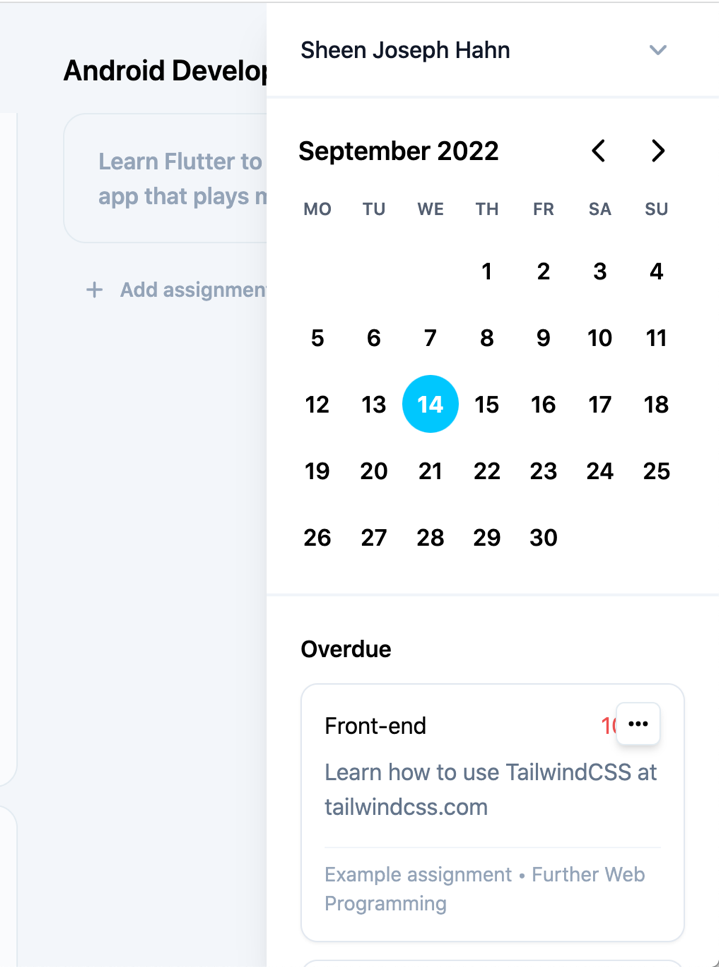 Android Develop
Learn Flutter to
app that plays
+ Add assignmen
Sheen Joseph Hahn
September 2022
MO TU WE TH FR SA SU
1 2 3 4
5 6 7 8 9 10 11
12 13 14 15 16 17 18
19 20 21 22 23 24 25
26 27 28 29 30
Overdue
Front-end
Learn how to use TailwindCSS at
tailwindcss.com
Example assignment • Further Web
Programming